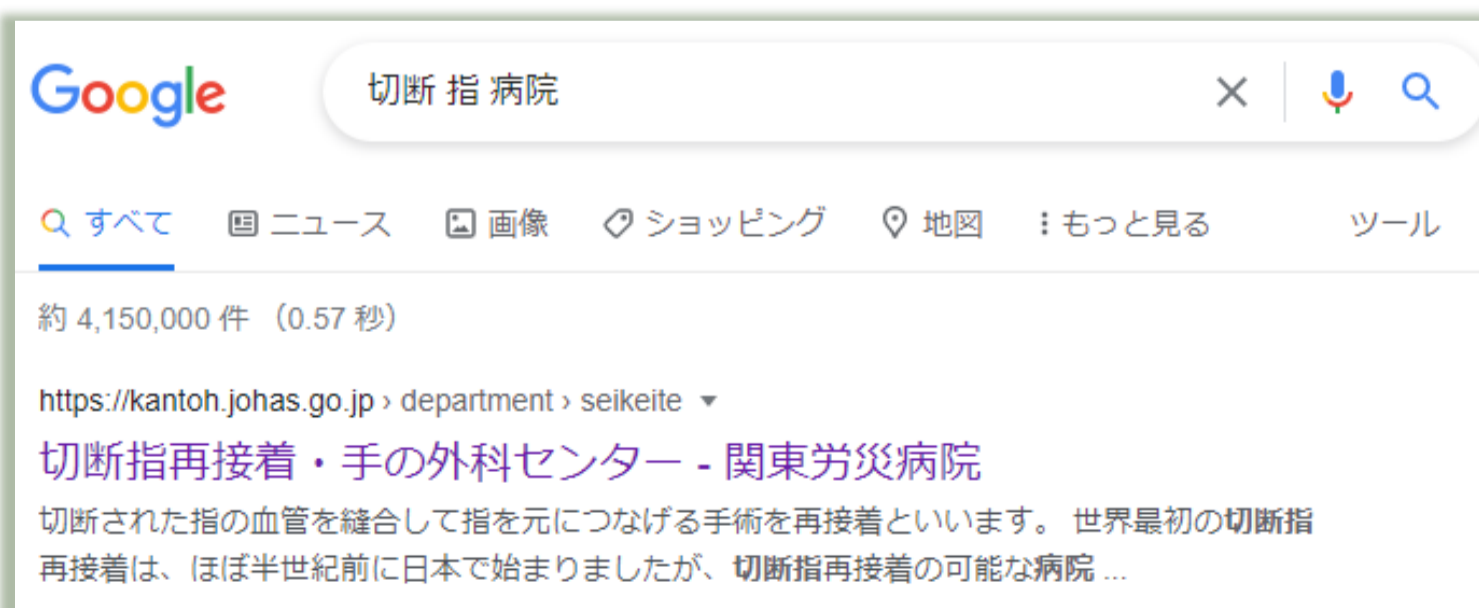 Google 切断 指 病院
すべて ニュース 画像 ショッピング 地図 もっと見る ツール
約 4,150,000 件 （0.57 秒）
https://kantoh.johas.go.jp › department › seikeite
切断指再接着・手の外科センター - 関東労災病院
切断された指の血管を縫合して指を元につなげる手術を再接着といいます。 世界最初の切断指
再接着は、ほぼ半世紀前に日本で始まりましたが、切断指再接着の可能な病院 ...